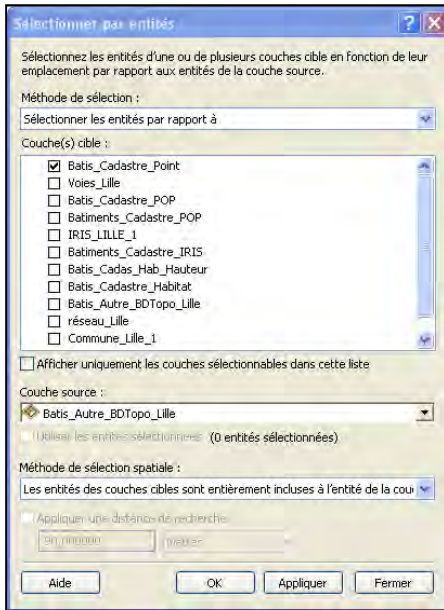 Sélectionner par entités
Sélectionnez les entités d'une ou de plusieurs couches cible en fonction de leur
emplacement par rapport aux entités de la couche source.
Méthode de sélection :
Sélectionner les entités par rapport à
Couche(s) cible :
Batis_Cadastre_Point
Voies_Lille
Batis_Cadastre_POP
Batiments_Cadastre_POP
IRIS_LILLE_1
Batiments_Cadastre_IRIS
Batis_Cadas_Hab_Hauteur
Batis_Cadastre_Habitat
Batis_Autre_BDTopo_Lille
réseau_Lille
Commune_Lille_1
Afficher uniquement les couches sélectionnables dans cette liste
Couche source :
Batis_Autre_BDTopo_Lille
Utiliser les entités sélectionnées (0 entités sélectionnées)
Méthode de sélection spatiale :
Les entités des couches cibles sont entièrement incluses à l'entité de la cou
Appliquer une distance de recherche
Aide OK Appliquer Fermer